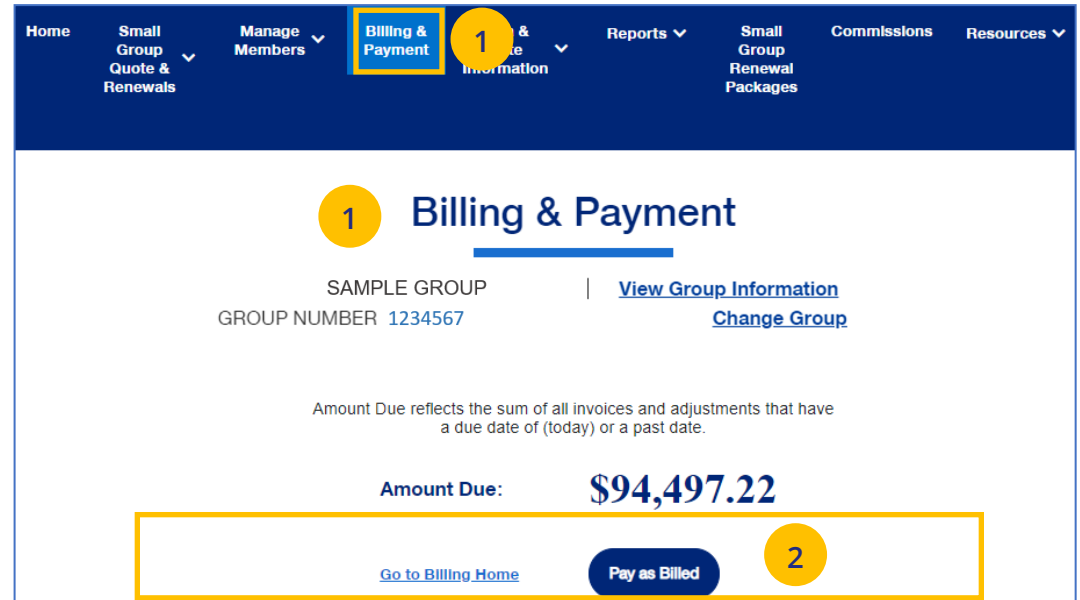 Home
Small
Group
Quote &
Renewals
Manage
Members
Billing &
Payment
1
&
Information
Reports
Small
Group
Renewal
Packages
Commissions
Resources
1
Billing & Payment
SAMPLE GROUP | View Group Information
GROUP NUMBER 1234567 Change Group
Amount Due reflects the sum of all invoices and adjustments that have
a due date of (today) or a past date.
Amount Due: $94,497.22
2
Go to Billing Home Pay as Billed